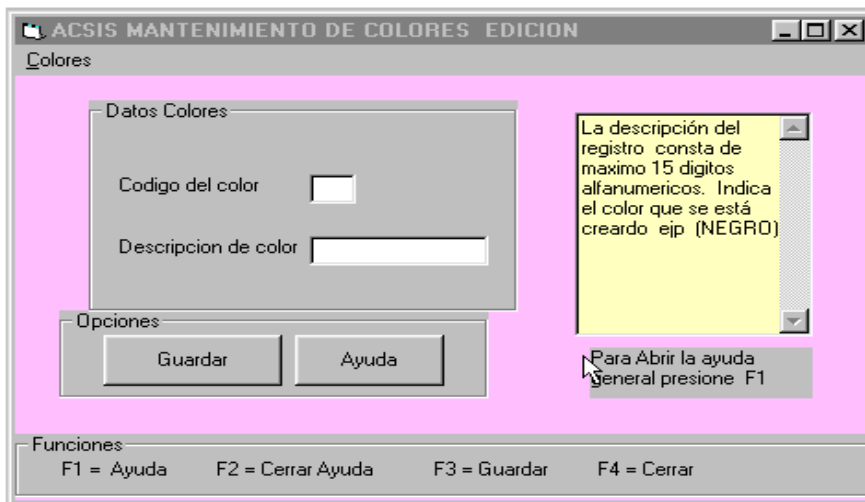 ACSIS MANTENIMIENTO DE COLORES EDICION
Colores
Datos Colores
Codigo del color
Descripcion de color
La descripción del
registro consta de
maximo 15 digitos
alfanumericos. Indica
el color que se está
creardo ejp (NEGRO)
Opciones
Guardar
Ayuda
Para Abrir la ayuda
general presione F1
Funciones
F1 = Ayuda F2 = Cerrar Ayuda F3 = Guardar F4 = Cerrar